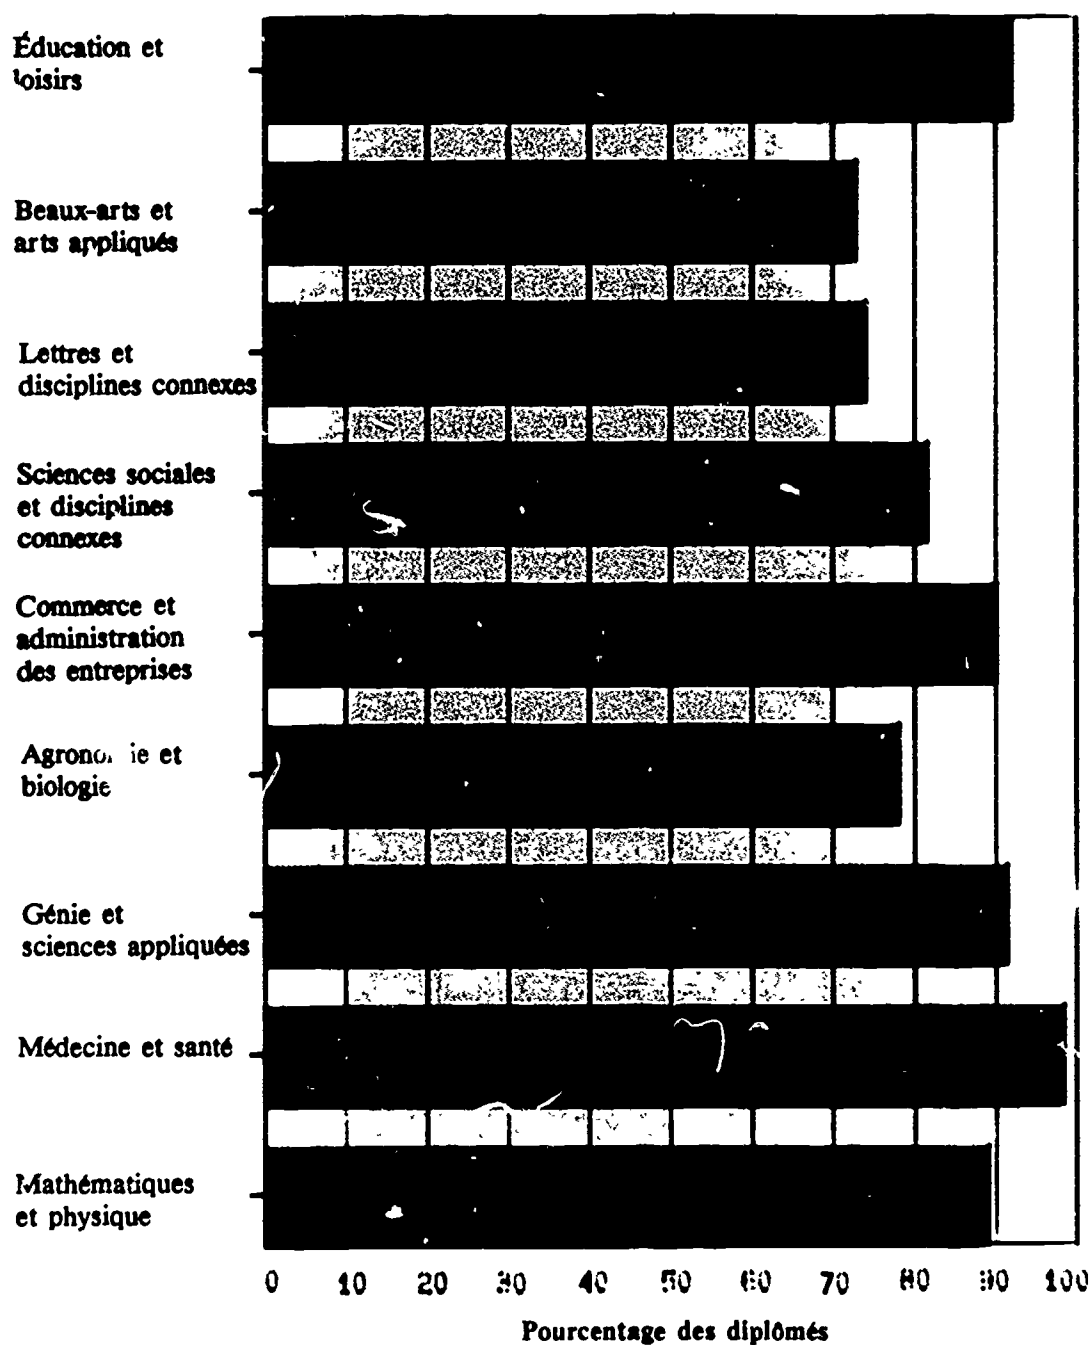 Éducation et
loisirs
Beaux-arts et
arts appliqués
Lettres et
disciplines connexes
Sciences sociales
et disciplines
connexes
Commerce et
administration
des entreprises
Agronomie et
biologie
Génie et
sciences appliquées
Médecine et santé
Mathématiques
et physique
0 10 20 30 40 50 60 70 80 90 100
Pourcentage des diplômés